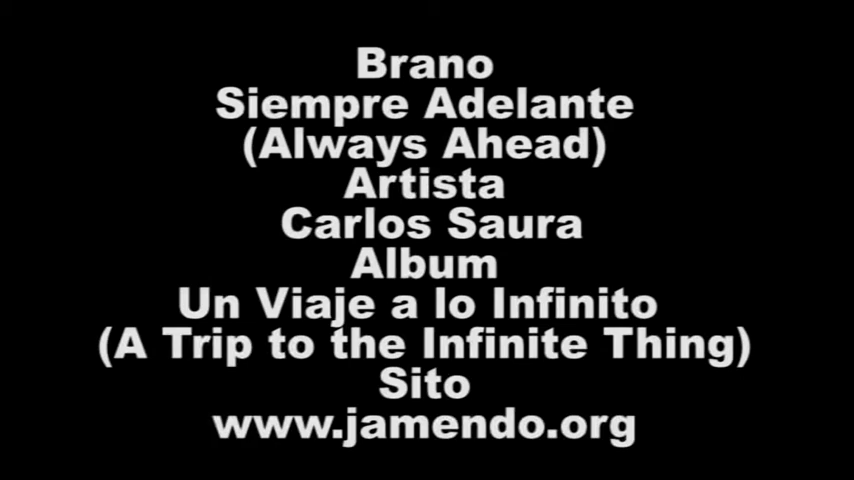 Brano
Siempre Adelante
(Always Ahead)
Artista
Carlos Saura
Album
Un Viaje a lo Infinito
(A Trip to the Infinite Thing)
Sito
www.jamendo.org